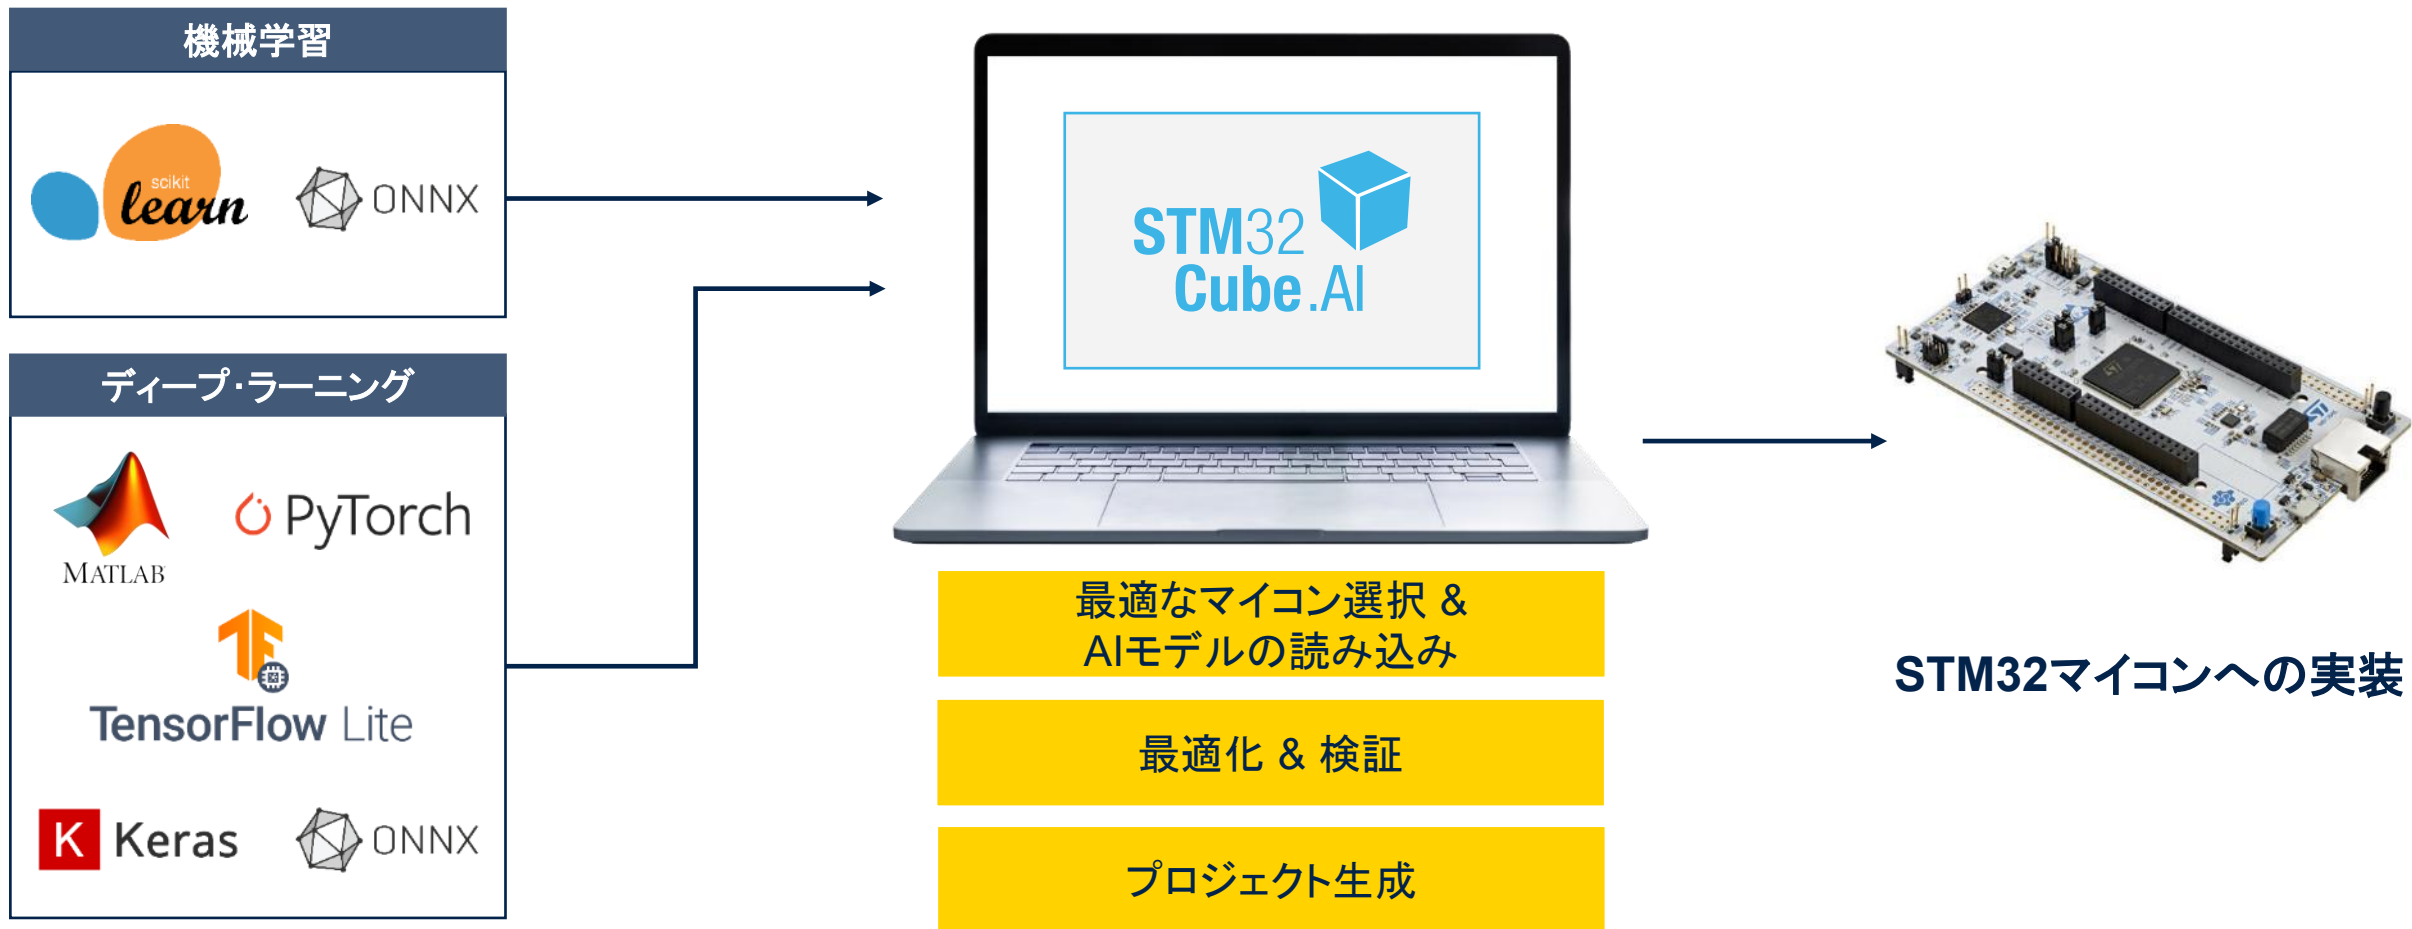 機械学習
scikit
learn
ONNX
ディープ・ラーニング
MATLAB
PyTorch
TensorFlow Lite
K Keras
ONNX
STM32
Cube.AI
最適なマイコン選択 &
AIモデルの読み込み
最適化 & 検証
プロジェクト生成
STM32マイコンへの実装